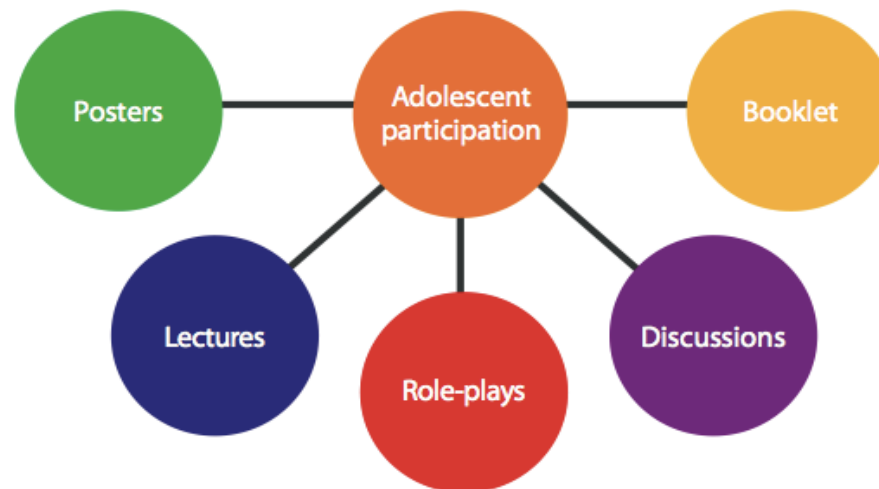 Posters
Adolescent
participation
Booklet
Lectures
Role-plays
Discussions